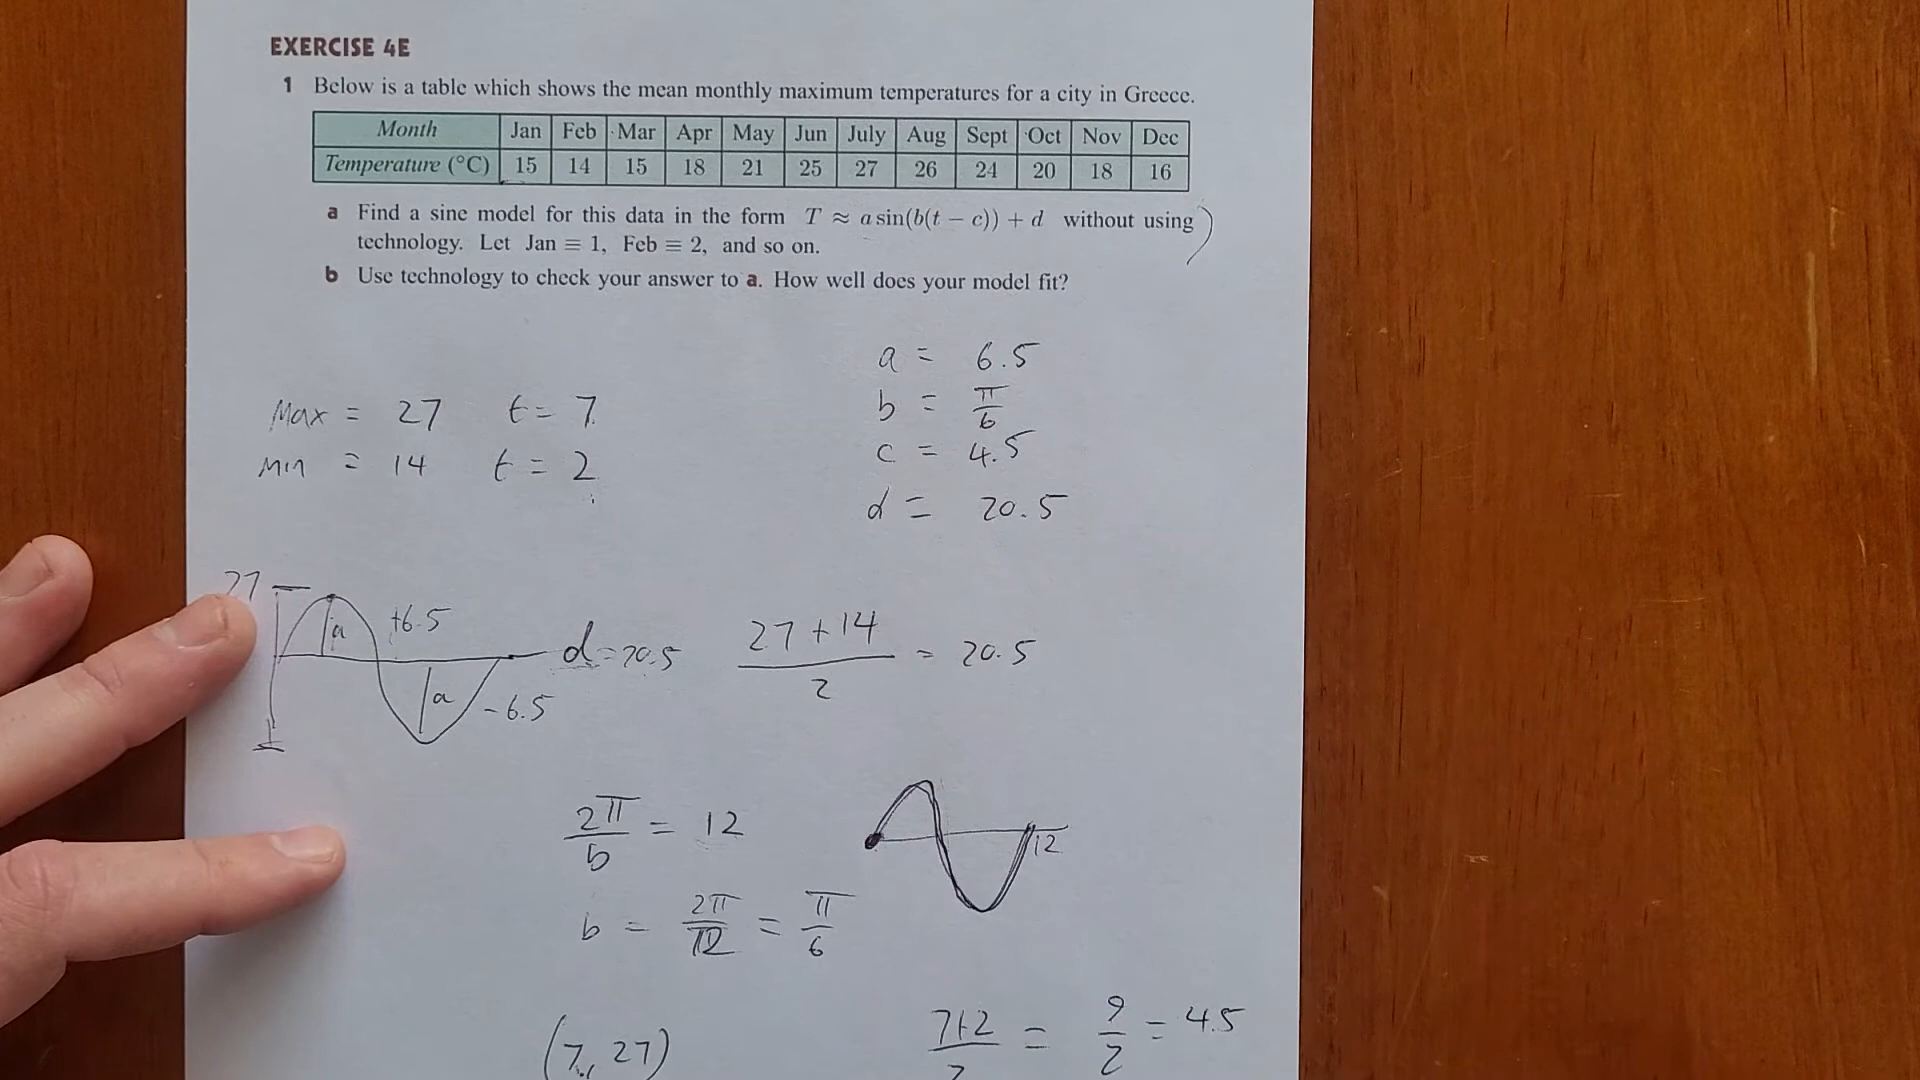 EXERCISE 4E
1 Below is a table which shows the mean monthly maximum temperatures for a city in Greece.
Month Jan Feb Mar Apr May Jun July Aug Sept Oct Nov Dec
Temperature (°C) 15 14 15 18 21 25 27 26 24 20 18 16
a Find a sine model for this data in the form T ≈ a sin(b(t − c)) + d without using
technology. Let Jan ≡ 1, Feb ≡ 2, and so on.
b Use technology to check your answer to a. How well does your model fit?
a = 6.5
b = π/6
c = 4.5
d = 20.5
Max = 27 t = 7
Min = 14 t = 2
27
a +6.5
a -6.5
d = 20.5
(27 + 14)/2 = 20.5
2π/b = 12
12
b = 2π/12 = π/6
(7, 27)
(7+2)/2 = 9/2 = 4.5